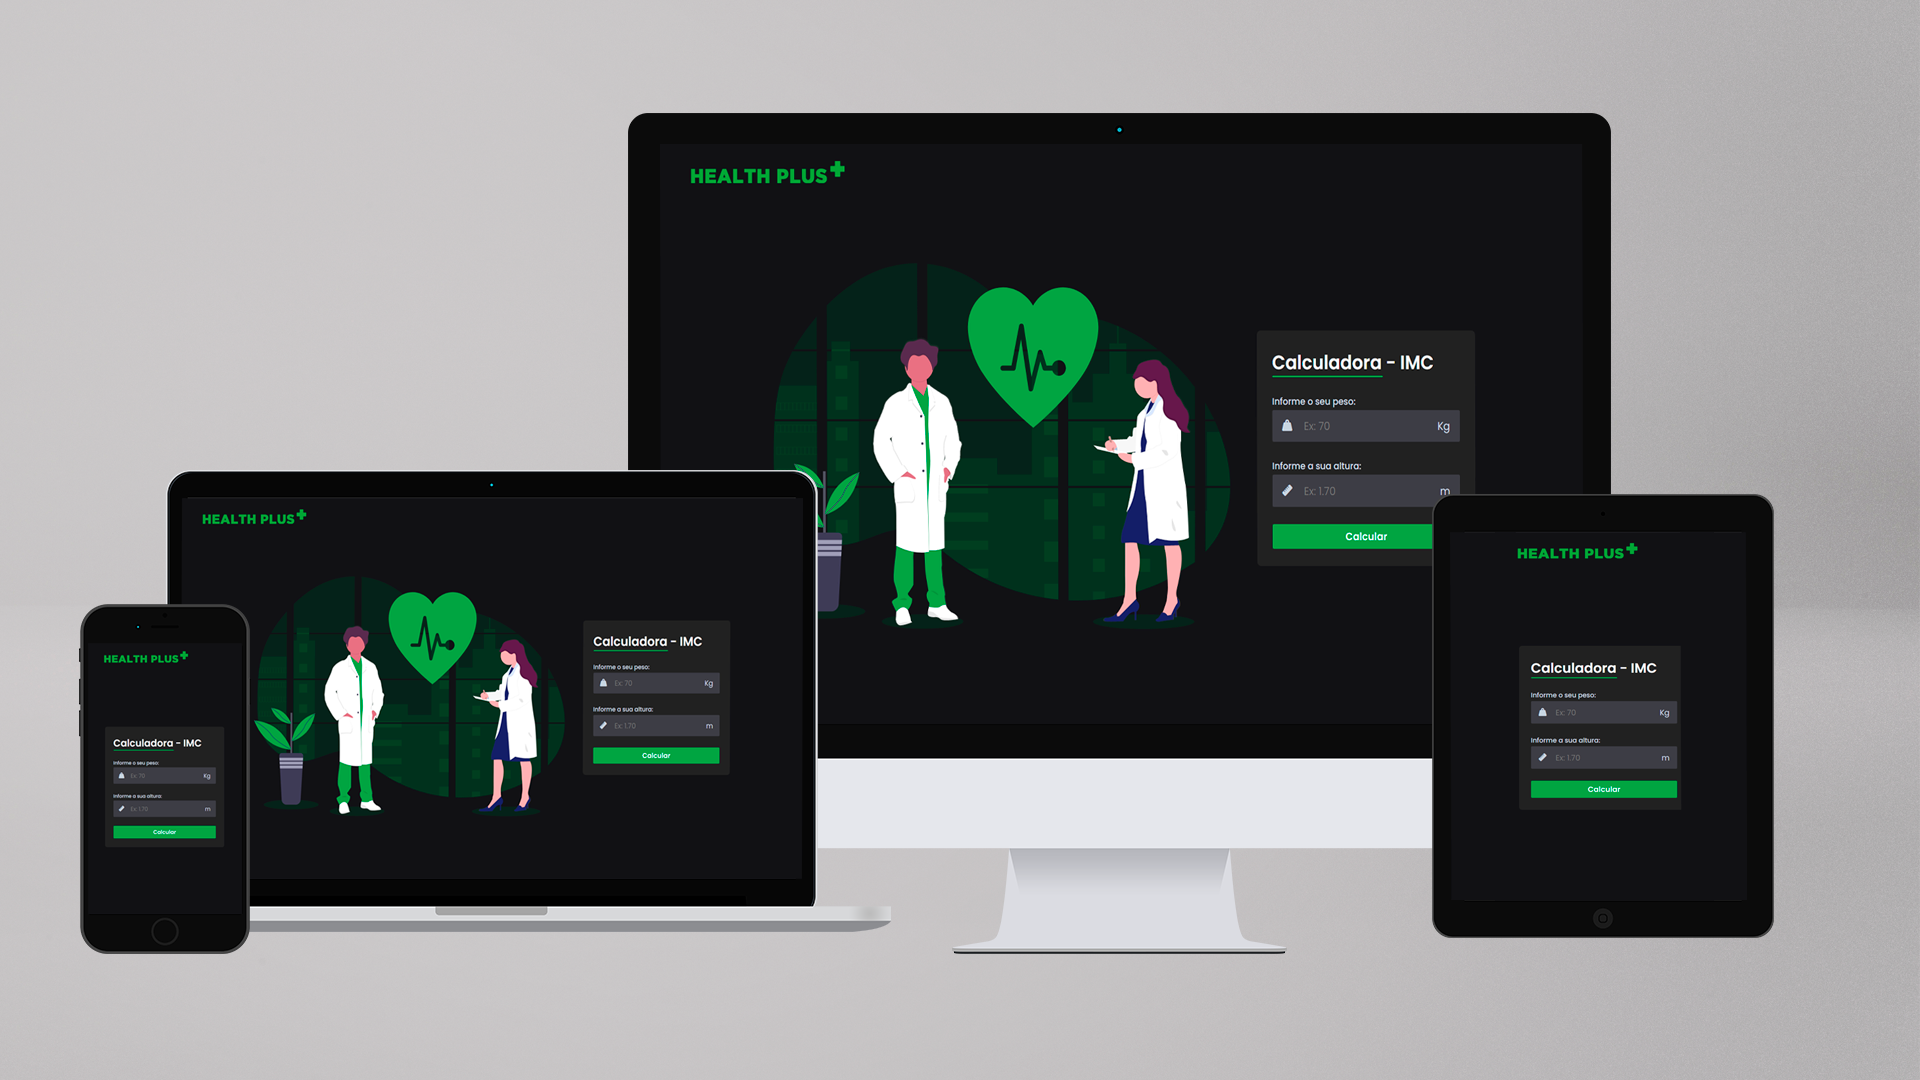 HEALTH PLUS+
Calculadora - IMC
Informe o seu peso:
Ex: 70 Kg
Informe a sua altura:
Ex: 1.70 m
Calcular
HEALTH PLUS+
Calculadora - IMC
Informe o seu peso:
Ex: 70 Kg
Informe a sua altura:
Ex: 1.70 m
Calcular
HEALTH PLUS+
Calculadora - IMC
Informe o seu peso:
Ex: 70 Kg
Informe a sua altura:
Ex: 1.70 m
Calcular
HEALTH PLUS+
Calculadora - IMC
Informe o seu peso:
Ex: 70 Kg
Informe a sua altura:
Ex: 1.70 m
Calcular